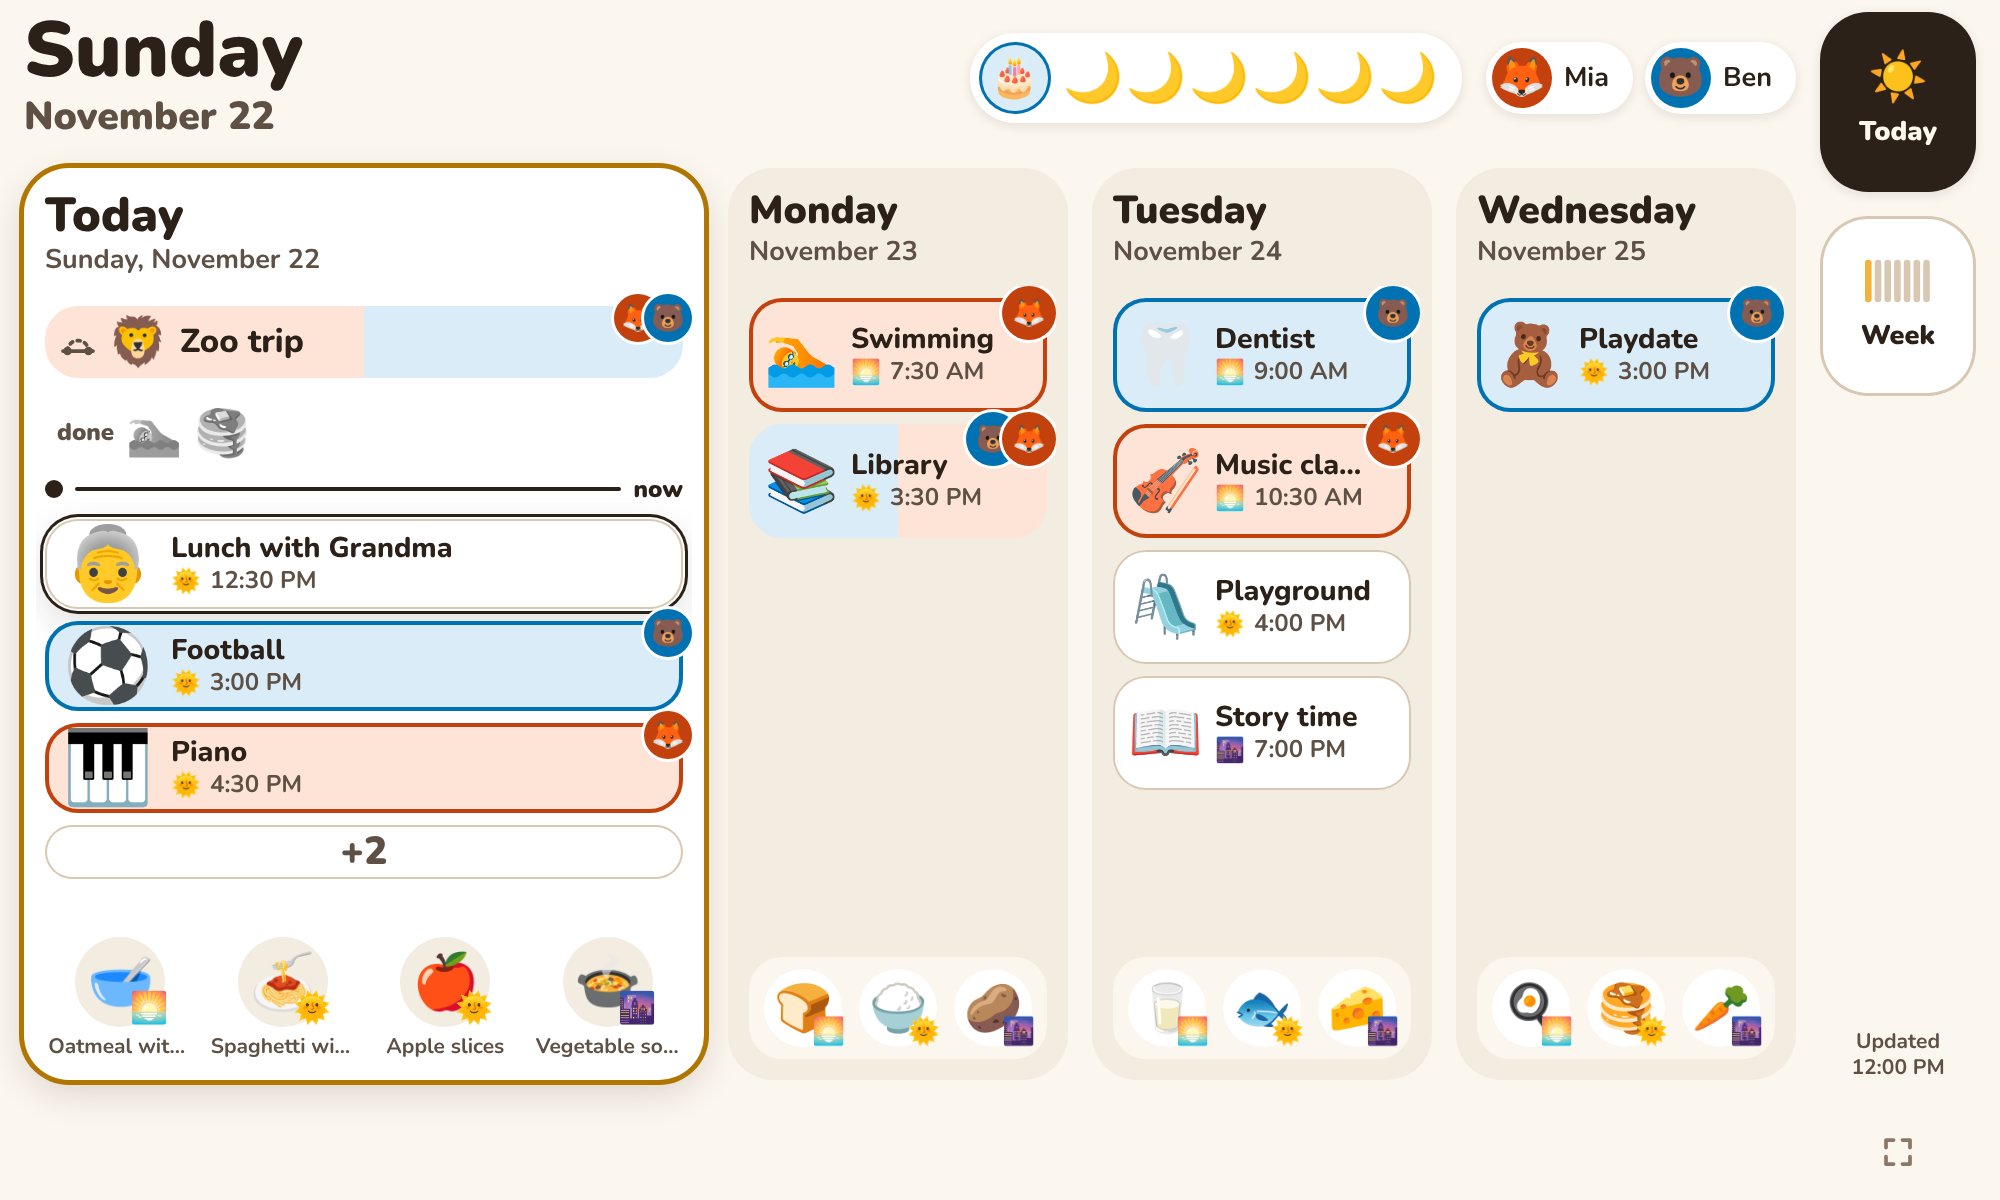 Sunday
November 22
Mia
Ben
Today
Week
Today
Sunday, November 22
Zoo trip
done
now
Lunch with Grandma
12:30 PM
Football
3:00 PM
Piano
4:30 PM
+2
Oatmeal wit...
Spaghetti wi...
Apple slices
Vegetable so...
Monday
November 23
Swimming
7:30 AM
Library
3:30 PM
Tuesday
November 24
Dentist
9:00 AM
Music cla...
10:30 AM
Playground
4:00 PM
Story time
7:00 PM
Wednesday
November 25
Playdate
3:00 PM
Updated
12:00 PM